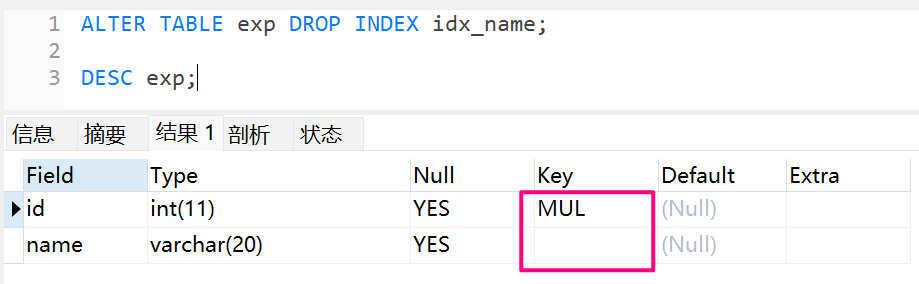 1 ALTER TABLE exp DROP INDEX idx_name;
2
3 DESC exp;
信息 摘要 结果 1 剖析 状态
Field Type Null Key Default Extra
id int(11) YES MUL (Null)
name varchar(20) YES (Null)